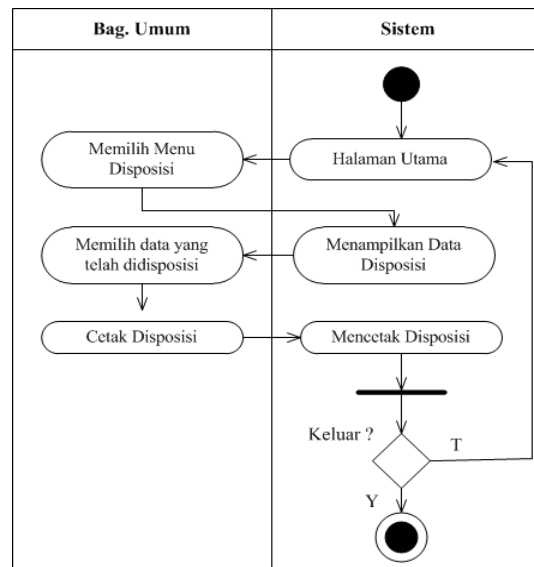 Bag. Umum
Sistem
Halaman Utama
Memilih Menu
Disposisi
Menampilkan Data
Disposisi
Memilih data yang
telah didisposisi
Cetak Disposisi
Mencetak Disposisi
Keluar ?
T
Y